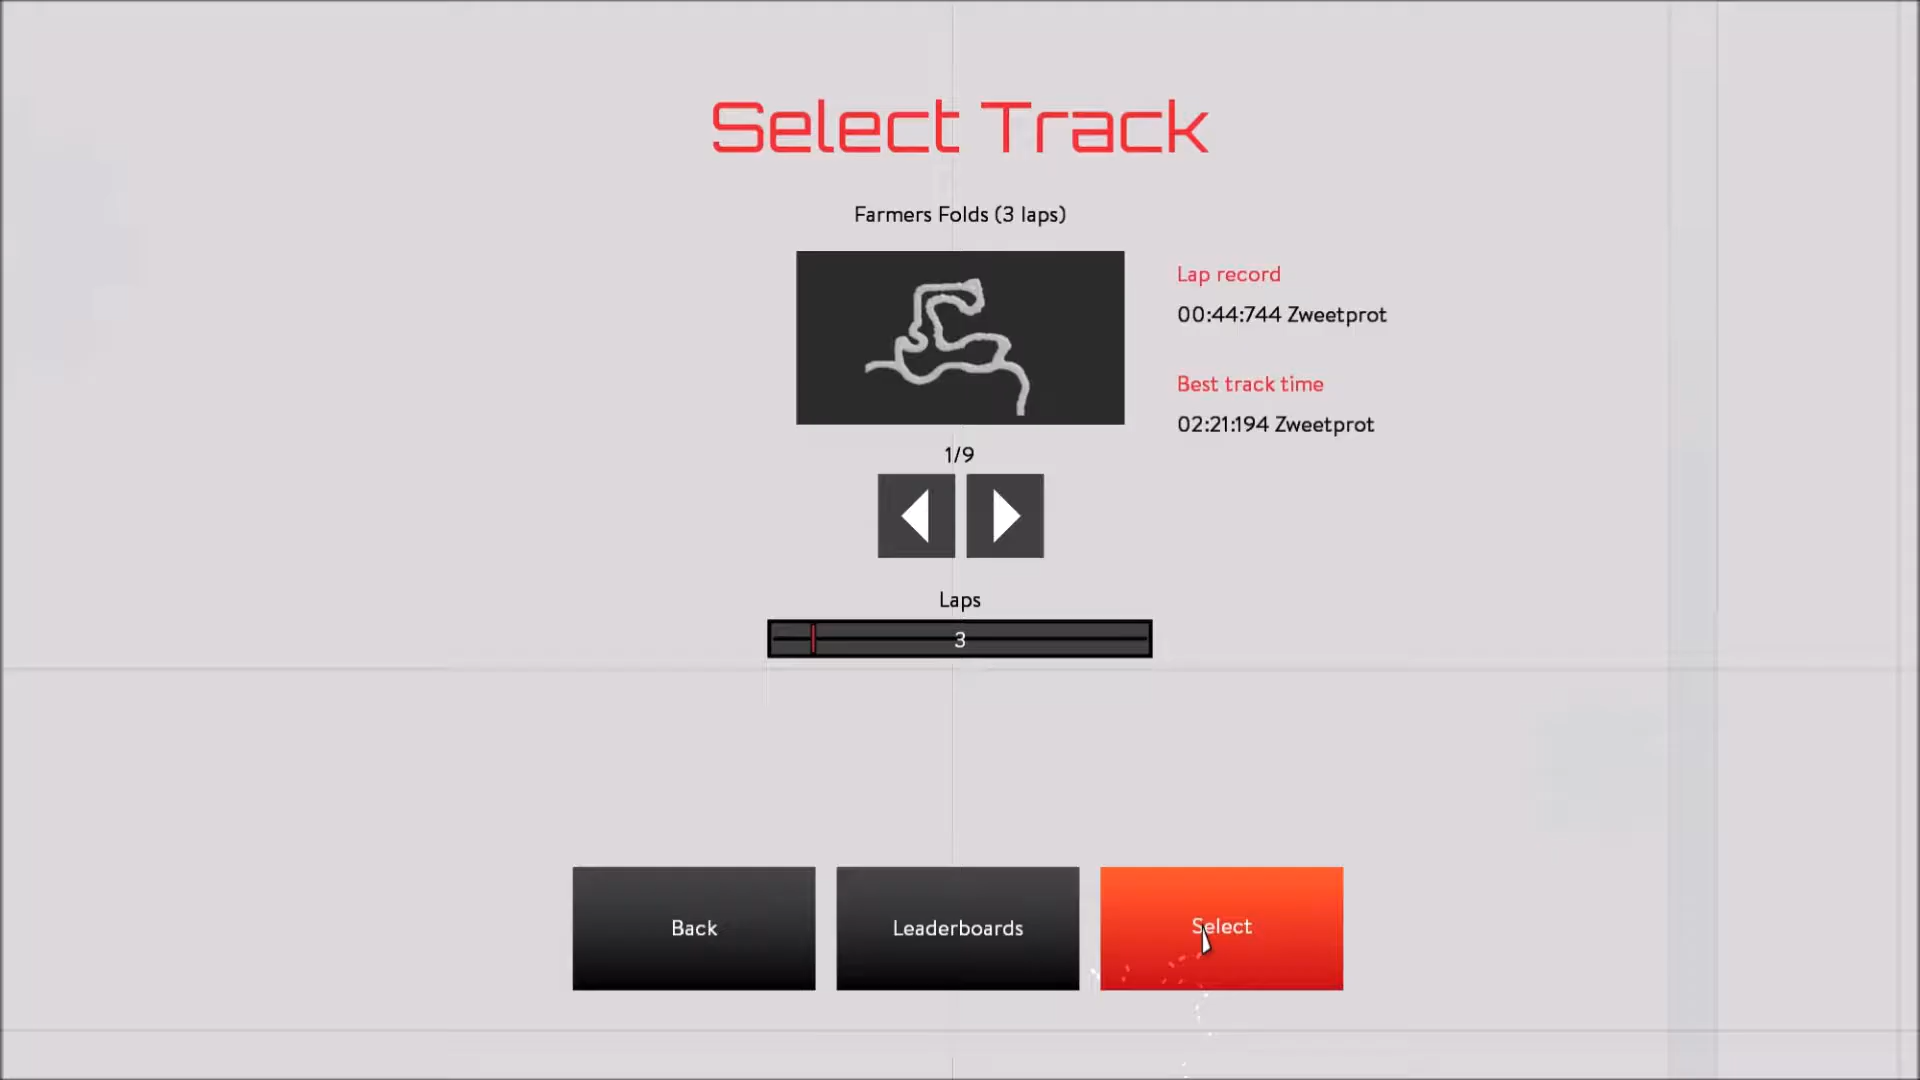 Select Track
Farmers Folds (3 laps)
Lap record
00:44:744 Zweetprot
Best track time
02:21:194 Zweetprot
1/9
Laps
3
Back
Leaderboards
Select